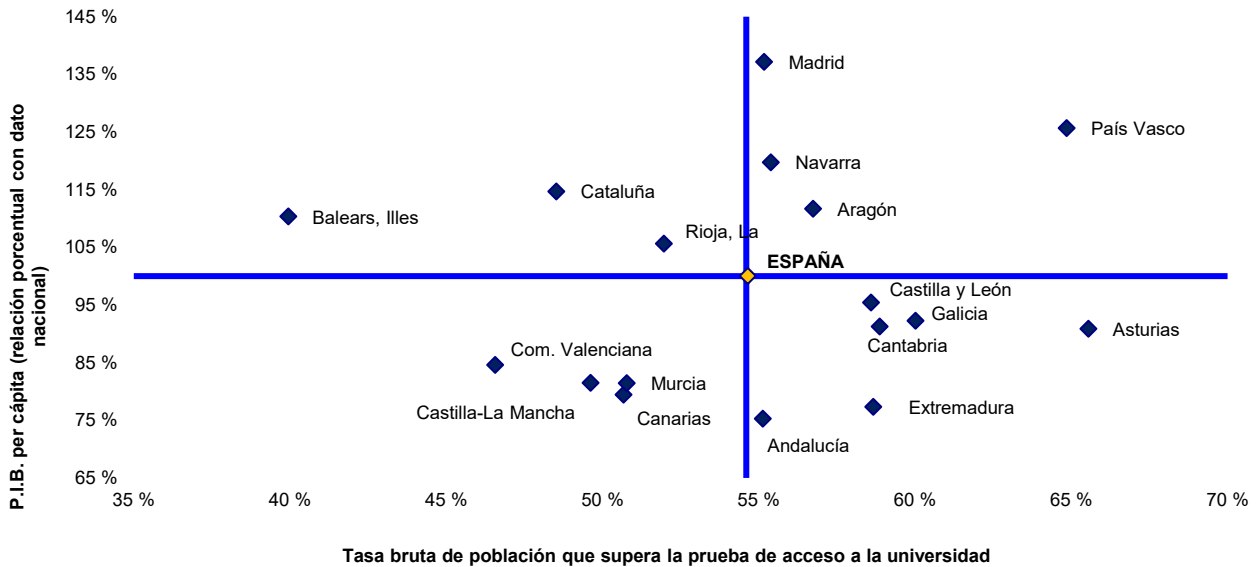 145 %
135 %
125 %
115 %
105 %
95 %
85 %
75 %
65 %
P.I.B. per cápita (relación porcentual con dato
nacional)
Madrid
País Vasco
Navarra
Cataluña
Aragón
Balears, Illes
Rioja, La
ESPAÑA
Castilla y León
Galicia
Asturias
Cantabria
Com. Valenciana
Murcia
Castilla-La Mancha
Canarias
Extremadura
Andalucía
35 %
40 %
45 %
50 %
55 %
60 %
65 %
70 %
Tasa bruta de población que supera la prueba de acceso a la universidad